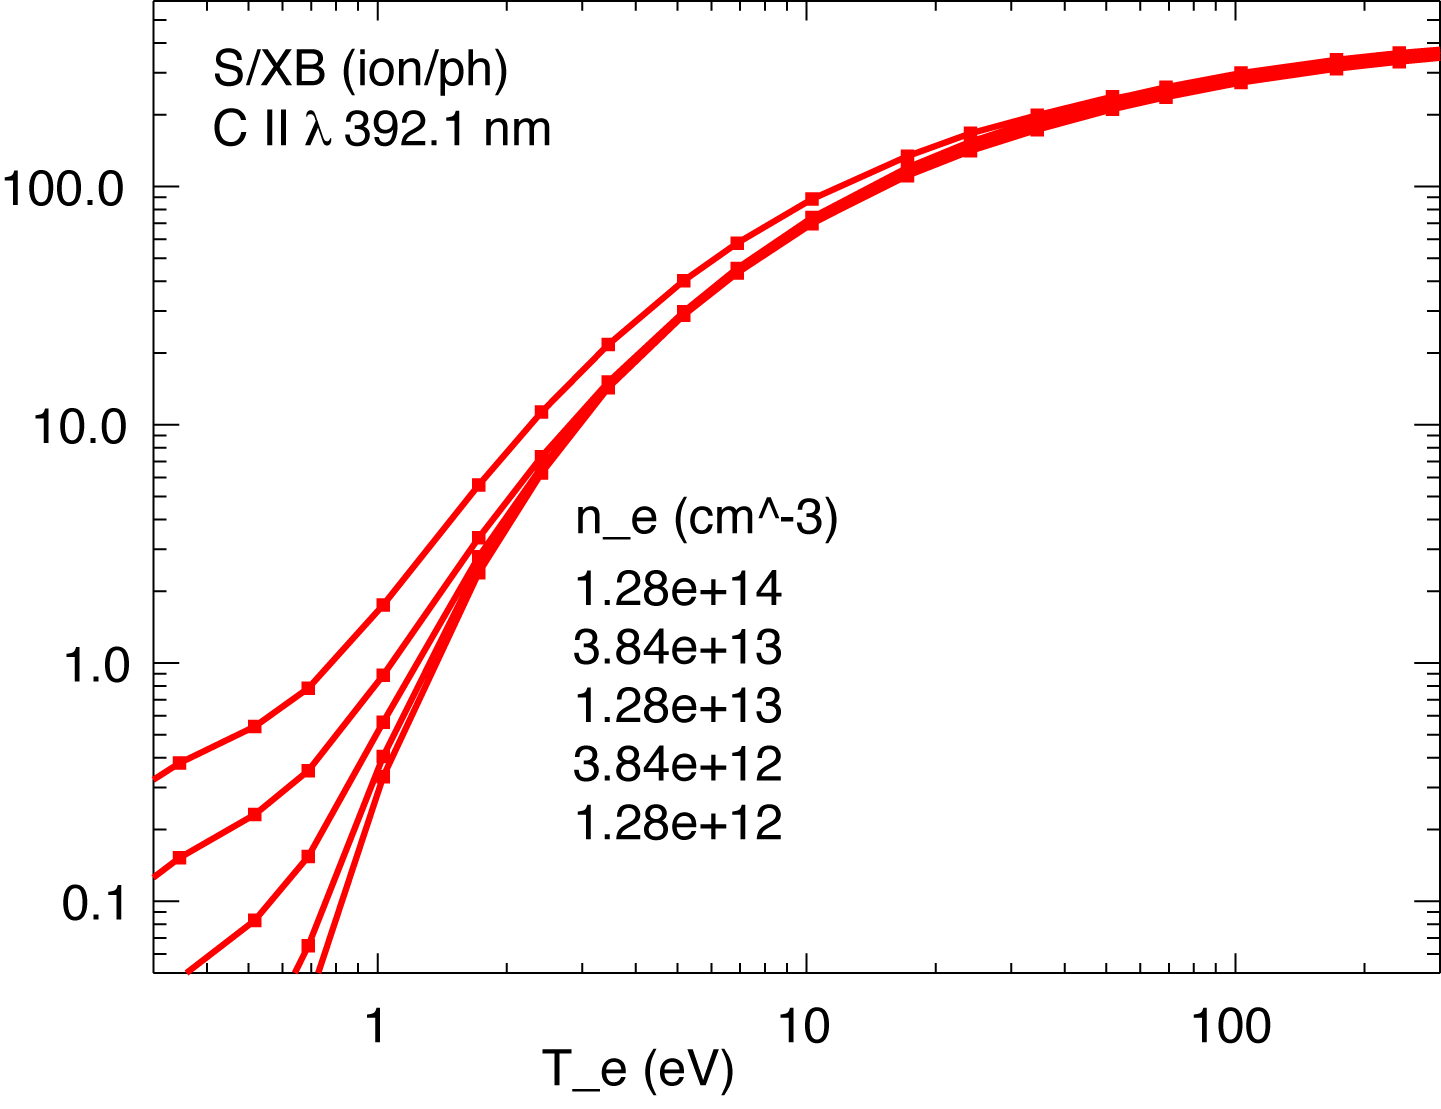 S/XB (ion/ph)
C II λ 392.1 nm
100.0
10.0
n_e (cm^-3)
1.28e+14
3.84e+13
1.0
1.28e+13
3.84e+12
1.28e+12
0.1
1 10 100
T_e (eV)